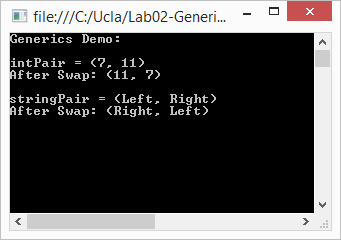 file:///C:/Ucla/Lab02-Generi...
Generics Demo:
intPair = (7, 11)
After Swap: (11, 7)
stringPair = (Left, Right)
After Swap: (Right, Left)